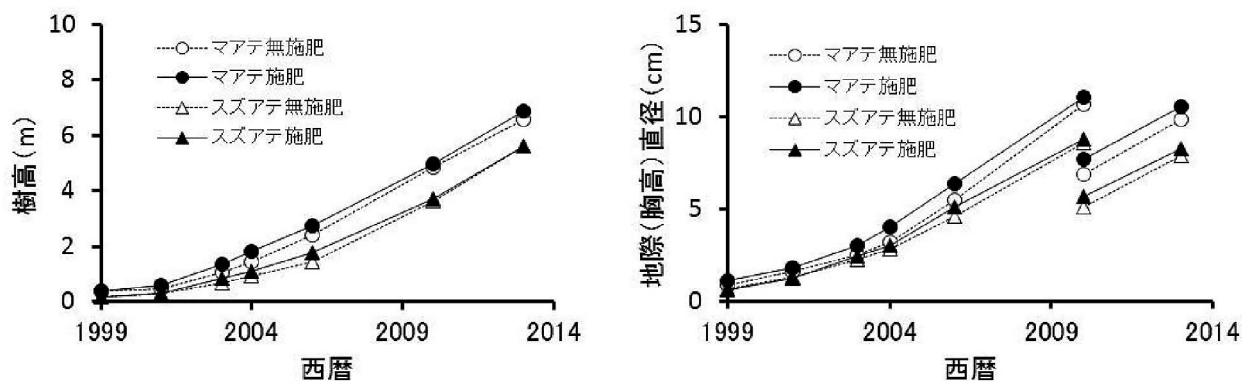 樹高(m)
10
8
6
4
2
0
マアテ無施肥
マアテ施肥
スズアテ無施肥
スズアテ施肥
1999
2004
2009
2014
西暦
地際(胸高)直径(cm)
15
10
5
0
マアテ無施肥
マアテ施肥
スズアテ無施肥
スズアテ施肥
1999
2004
2009
2014
西暦